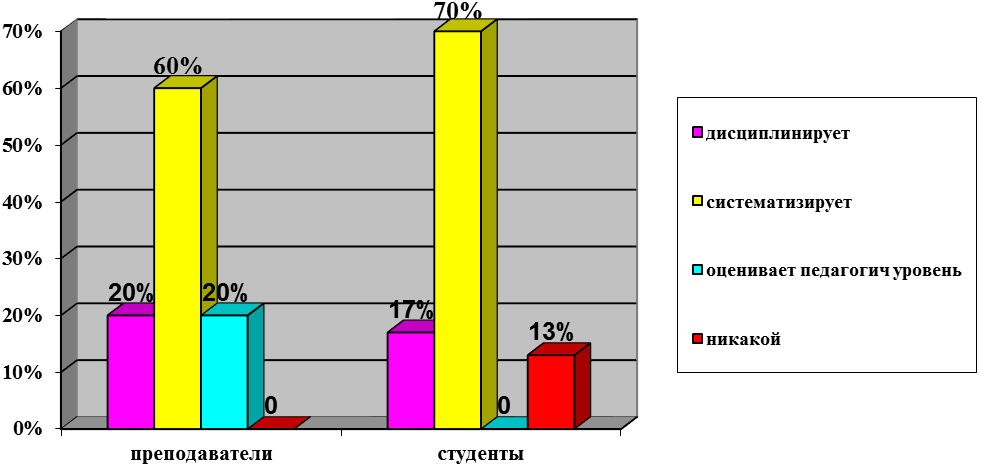 70%
60%
50%
40%
30%
20%
10%
0%
20%
60%
20%
0
17%
70%
0
13%
преподаватели
студенты
дисциплинирует
систематизирует
оценивает педагогич уровень
никакой